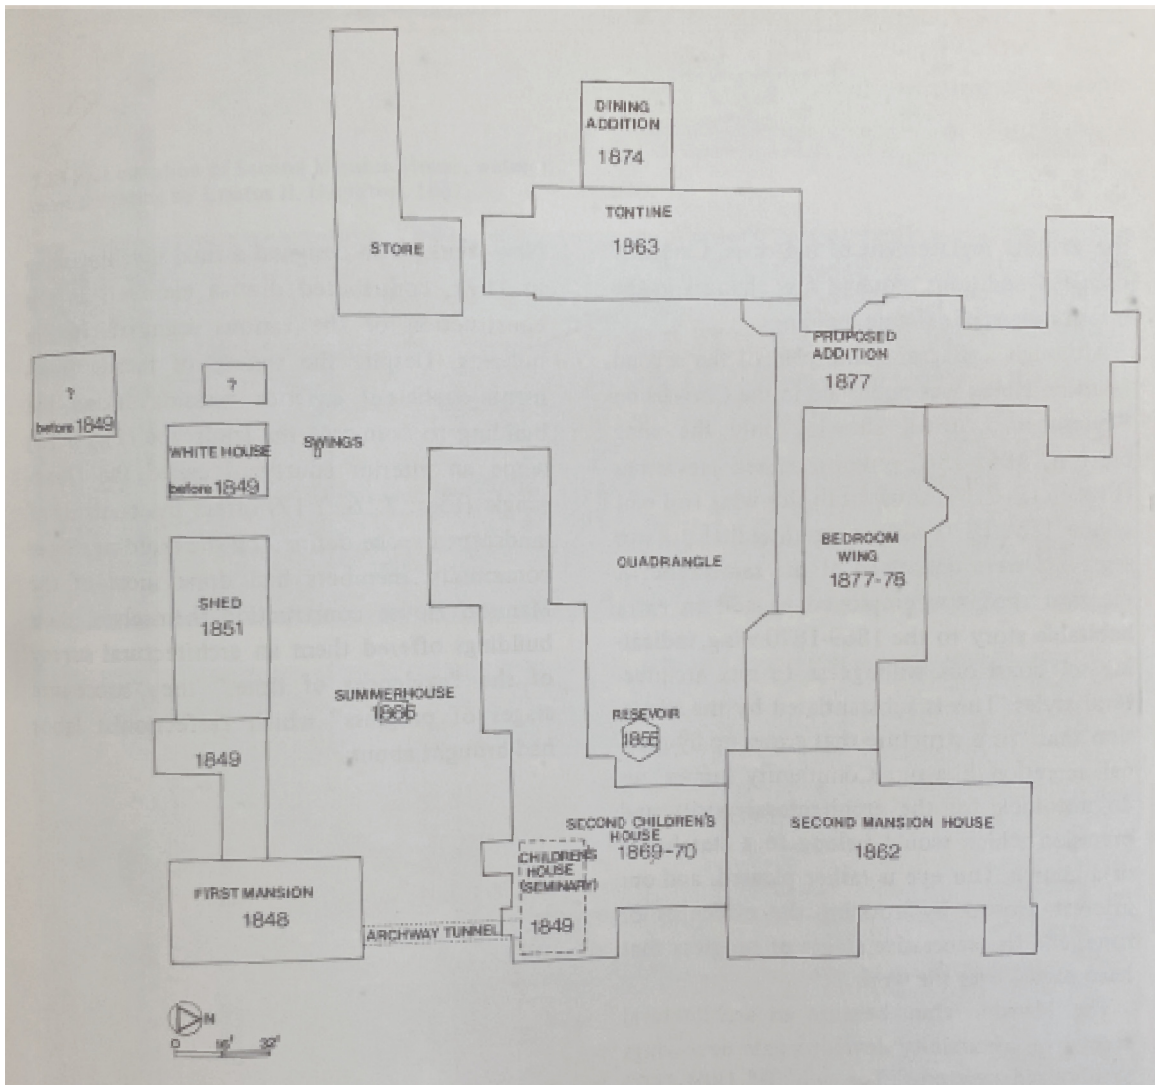 DINING
ADDITION
1874
TONTINE
1863
STORE
PROPOSED
ADDITION
1877
?
before 1849
?
WHITE HOUSE
before 1849
SWINGS
BEDROOM
WING
1877-78
QUADRANGLE
SHED
1851
SUMMERHOUSE
1865
RESEVOIR
1855
1849
SECOND CHILDREN'S
HOUSE
1869-70
SECOND MANSION HOUSE
1862
CHILDREN'S
HOUSE
(SEMINARY)
1849
FIRST MANSION
1848
ARCHWAY TUNNEL
N
0 16' 32'